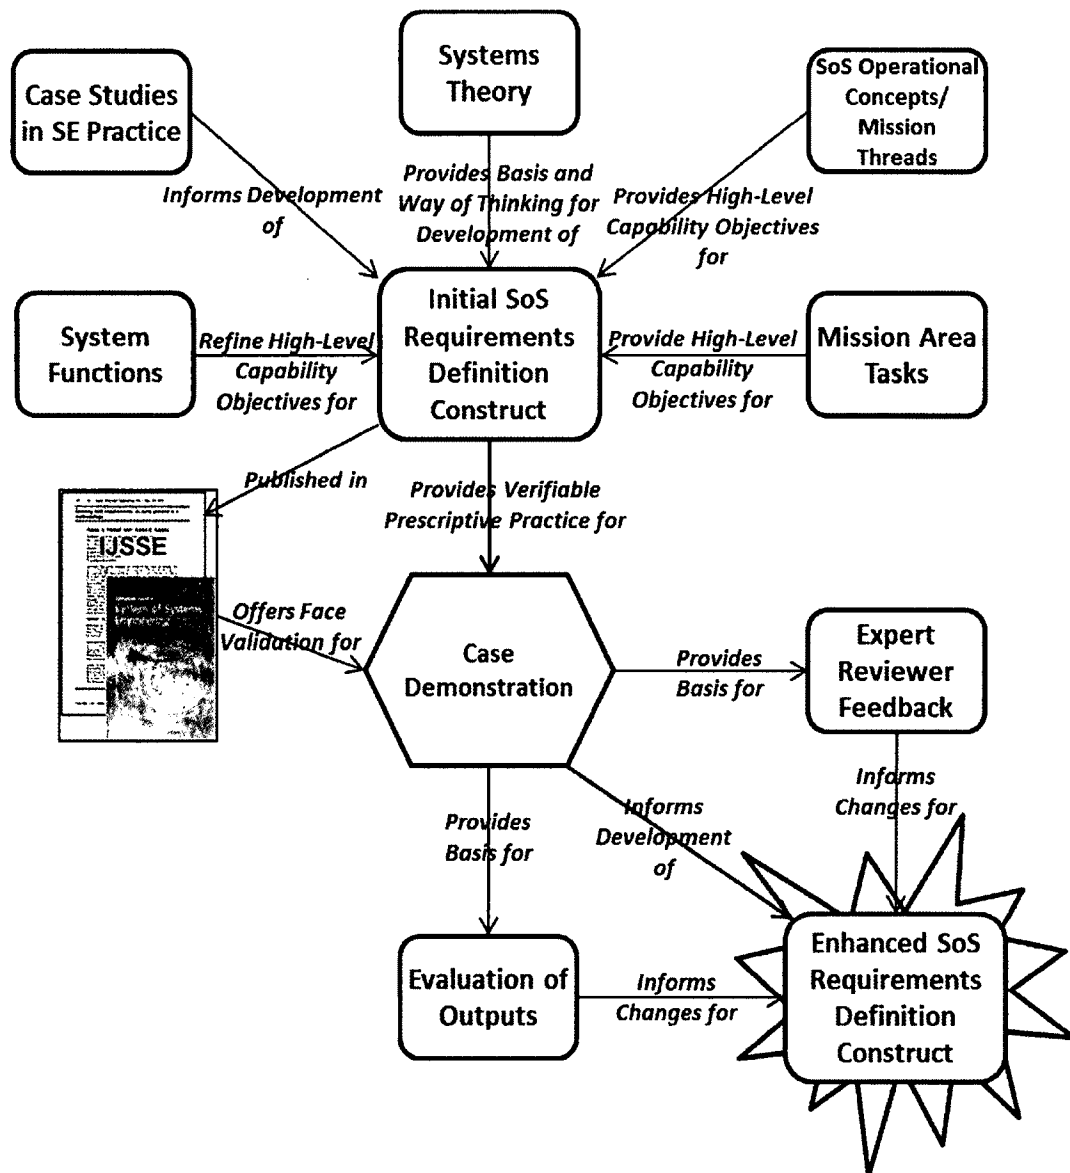 Systems
Theory
Case Studies
in SE Practice
SoS Operational
Concepts/
Mission
Threads
Informs Development
of
Provides Basis and
Way of Thinking for
Development of
Provides High-Level
Capability Objectives
for
System
Functions
Refine High-Level
Capability
Objectives for
Initial SoS
Requirements
Definition
Construct
Provide High-Level
Capability
Objectives for
Mission Area
Tasks
Published in
Provides Verifiable
Prescriptive Practice for
IJSSE
Offers Face
Validation for
Case
Demonstration
Provides
Basis for
Expert
Reviewer
Feedback
Informs
Changes for
Provides
Basis for
Informs
Development
of
Evaluation of
Outputs
Informs
Changes for
Enhanced SoS
Requirements
Definition
Construct